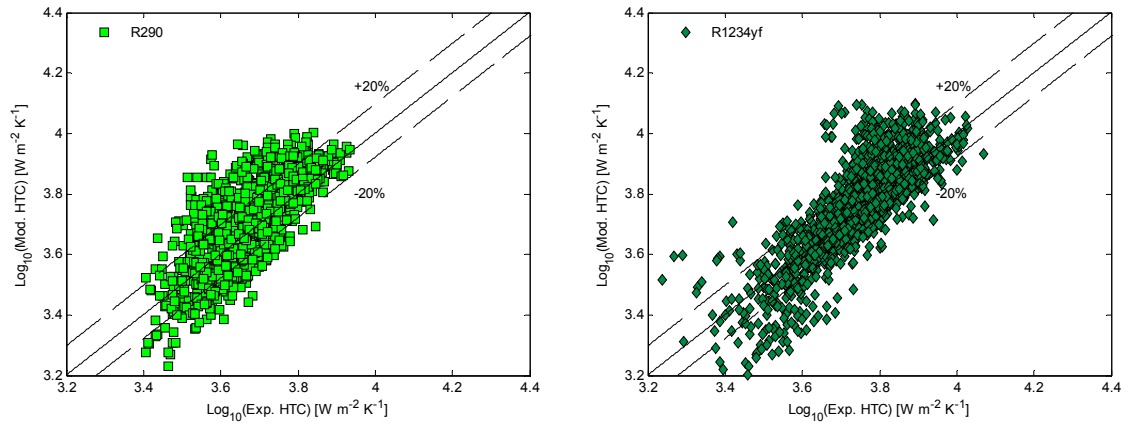 R290
+20%
-20%
4.4
4.2
4
3.8
3.6
3.4
3.2
3.2 3.4 3.6 3.8 4 4.2 4.4
Log10(Mod. HTC) [W m-2 K-1]
Log10(Exp. HTC) [W m-2 K-1]
R1234yf
+20%
-20%
4.4
4.2
4
3.8
3.6
3.4
3.2
3.2 3.4 3.6 3.8 4 4.2 4.4
Log10(Mod. HTC) [W m-2 K-1]
Log10(Exp. HTC) [W m-2 K-1]